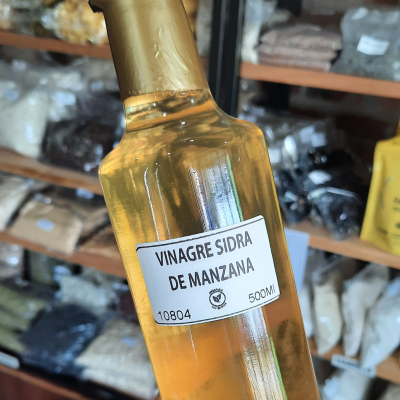 VINAGRE SIDRA
DE MANZANA
10804
500Ml